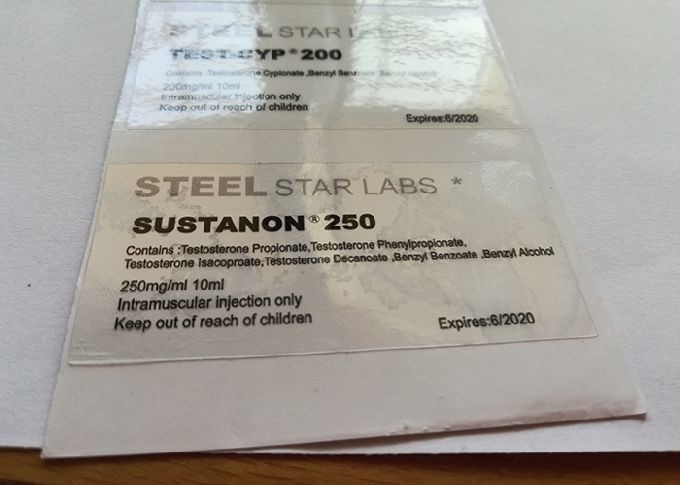 STEEL STAR LABS
TEST-CYP® 200
Contains :Testosterone Cypionate ,Benzyl Benzoate ,Benzyl Alcohol
200mg/ml 10ml
Intramuscular injection only
Keep out of reach of children
Expires:6/2020
STEEL STAR LABS *
SUSTANON® 250
Contains :Testosterone Propionate,Testosterone Phenylpropionate,
Testosterone Isacoproate,Testosterone Decanoate ,Benzyl Benzoate ,Benzyl Alcohol
250mg/ml 10ml
Intramuscular injection only
Keep out of reach of children
Expires:6/2020